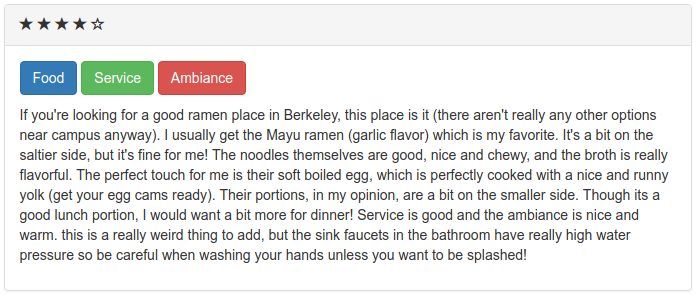 ★ ★ ★ ★ ☆
Food Service Ambiance
If you're looking for a good ramen place in Berkeley, this place is it (there aren't really any other options
near campus anyway). I usually get the Mayu ramen (garlic flavor) which is my favorite. It's a bit on the
saltier side, but it's fine for me! The noodles themselves are good, nice and chewy, and the broth is really
flavorful. The perfect touch for me is their soft boiled egg, which is perfectly cooked with a nice and runny
yolk (get your egg cams ready). Their portions, in my opinion, are a bit on the smaller side. Though its a
good lunch portion, I would want a bit more for dinner! Service is good and the ambiance is nice and
warm. this is a really weird thing to add, but the sink faucets in the bathroom have really high water
pressure so be careful when washing your hands unless you want to be splashed!